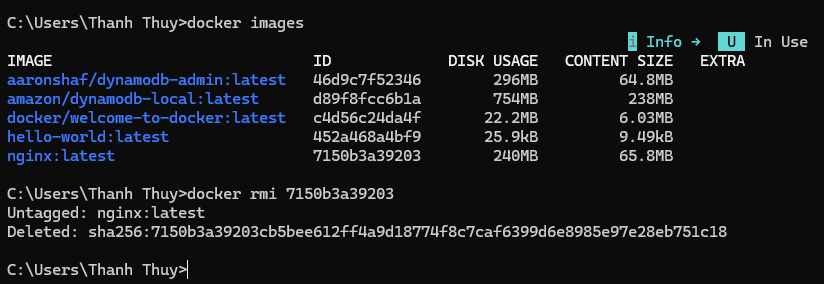 C:\Users\Thanh Thuy>docker images
i Info → U In Use
IMAGE ID DISK USAGE CONTENT SIZE EXTRA
aaronshaf/dynamodb-admin:latest 46d9c7f52346 296MB 64.8MB
amazon/dynamodb-local:latest d89f8fcc6b1a 754MB 238MB
docker/welcome-to-docker:latest c4d56c24da4f 22.2MB 6.03MB
hello-world:latest 452a468a4bf9 25.9kB 9.49kB
nginx:latest 7150b3a39203 240MB 65.8MB
C:\Users\Thanh Thuy>docker rmi 7150b3a39203
Untagged: nginx:latest
Deleted: sha256:7150b3a39203cb5bee612ff4a9d18774f8c7caf6399d6e8985e97e28eb751c18
C:\Users\Thanh Thuy>